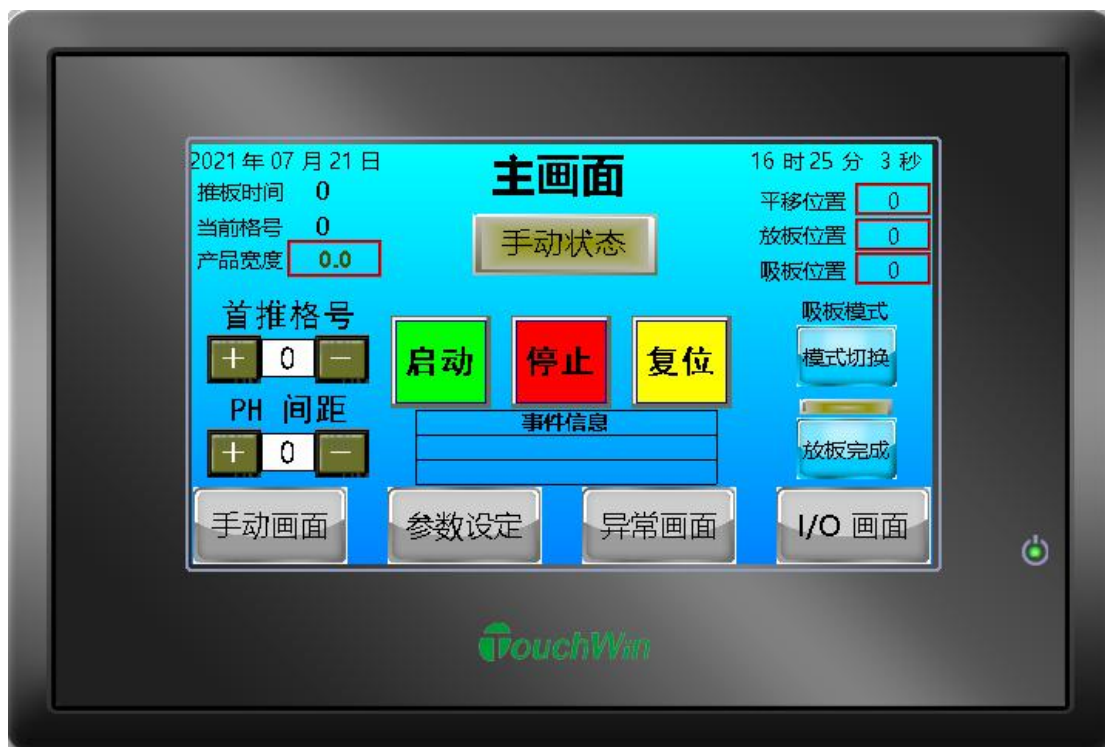 2021 年 07 月 21 日
主画面
16 时 25 分 3 秒
推板时间 0
当前格号 0
产品宽度 0.0
手动状态
平移位置 0
放板位置 0
吸板位置 0
首推格号
+ 0 -
PH 间距
+ 0 -
启动
停止
复位
事件信息
吸板模式
模式切换
放板完成
手动画面
参数设定
异常画面
I/O 画面
TouchWin